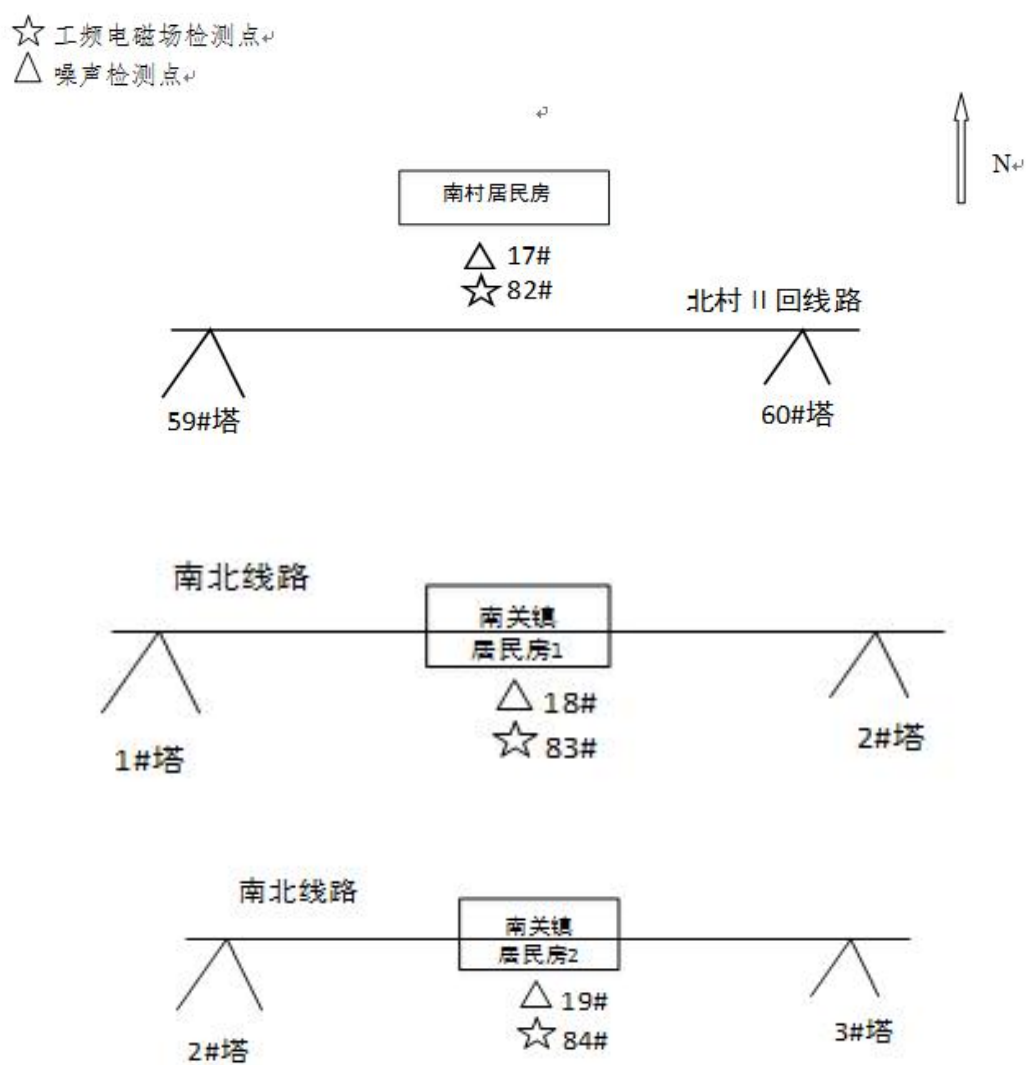 ☆ 工频电磁场检测点↵
△ 噪声检测点↵
↵
N↵
南村居民房
△ 17#
☆ 82#
北村 II 回线路
59#塔
60#塔
南北线路
南关镇
居民房1
△ 18#
☆ 83#
1#塔
2#塔
南北线路
南关镇
居民房2
△ 19#
☆ 84#
2#塔
3#塔